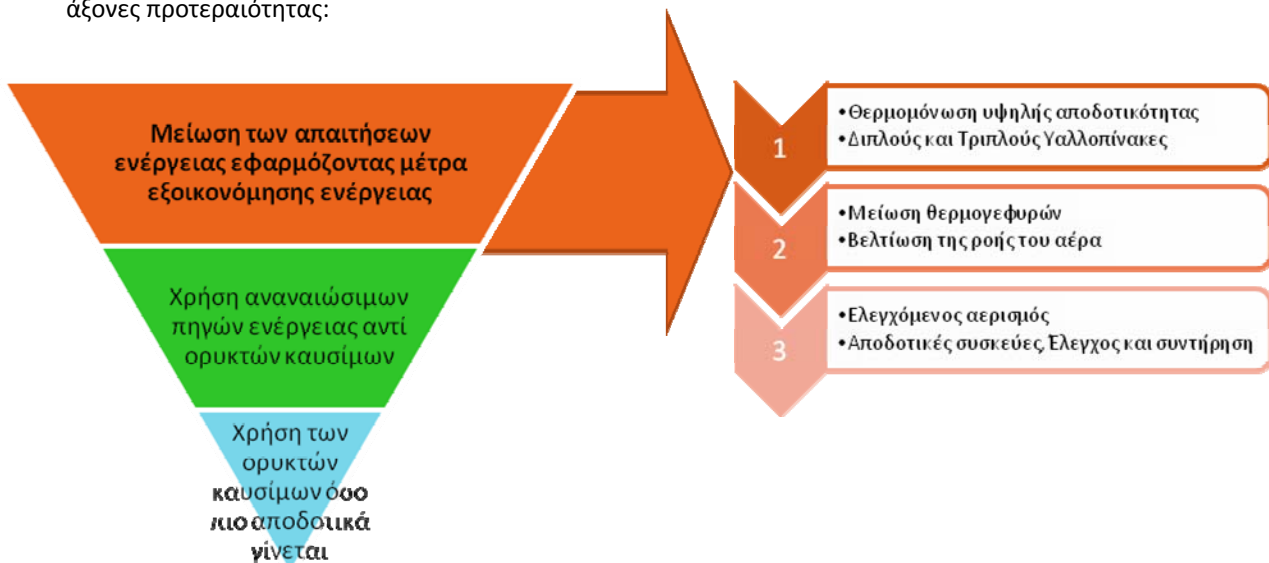 άξονες προτεραιότητας:
Μείωση των απαιτήσεων
ενέργειας εφαρμόζοντας μέτρα
εξοικονόμησης ενέργειας
Χρήση αναναιώσιμων
πηγών ενέργειας αντί
ορυκτών καυσίμων
Χρήση των
ορυκτών
καυσίμων όσο
πιο αποδοτικά
γίνεται
1
•Θερμομόνωση υψηλής αποδοτικότητας
•Διπλούς και Τριπλούς Υαλλοπίνακες
2
•Μείωση θερμογεφυρών
•Βελτίωση της ροής του αέρα
3
•Ελεγχόμενος αερισμός
•Αποδοτικές συσκεύες, Έλεγχος και συντήρηση